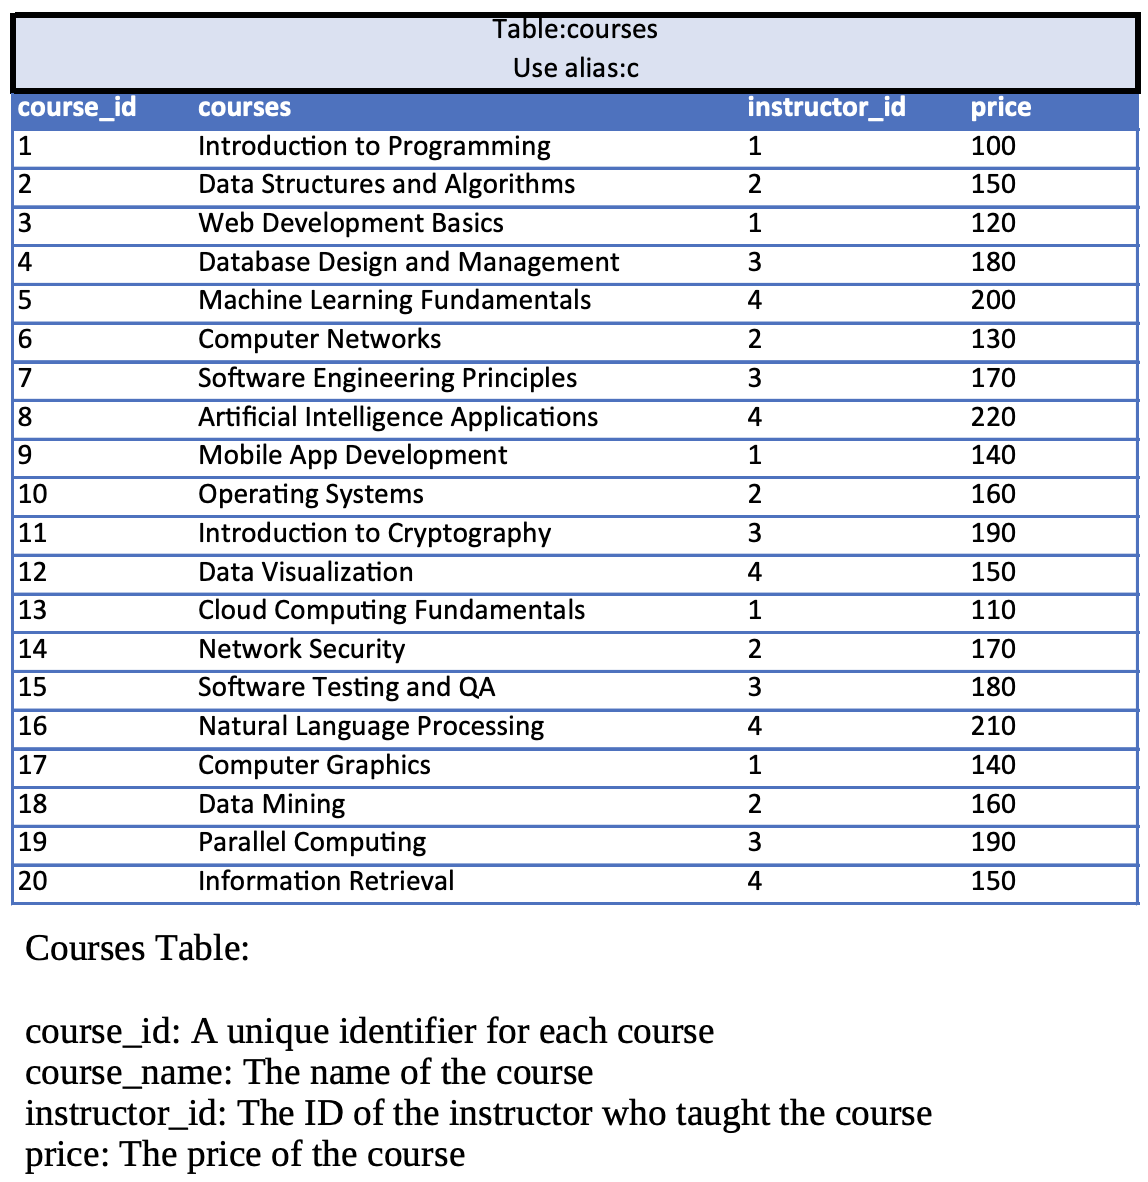 Table:courses
Use alias:c
course_id courses instructor_id price
1 Introduction to Programming 1 100
2 Data Structures and Algorithms 2 150
3 Web Development Basics 1 120
4 Database Design and Management 3 180
5 Machine Learning Fundamentals 4 200
6 Computer Networks 2 130
7 Software Engineering Principles 3 170
8 Artificial Intelligence Applications 4 220
9 Mobile App Development 1 140
10 Operating Systems 2 160
11 Introduction to Cryptography 3 190
12 Data Visualization 4 150
13 Cloud Computing Fundamentals 1 110
14 Network Security 2 170
15 Software Testing and QA 3 180
16 Natural Language Processing 4 210
17 Computer Graphics 1 140
18 Data Mining 2 160
19 Parallel Computing 3 190
20 Information Retrieval 4 150
Courses Table:
course_id: A unique identifier for each course
course_name: The name of the course
instructor_id: The ID of the instructor who taught the course
price: The price of the course